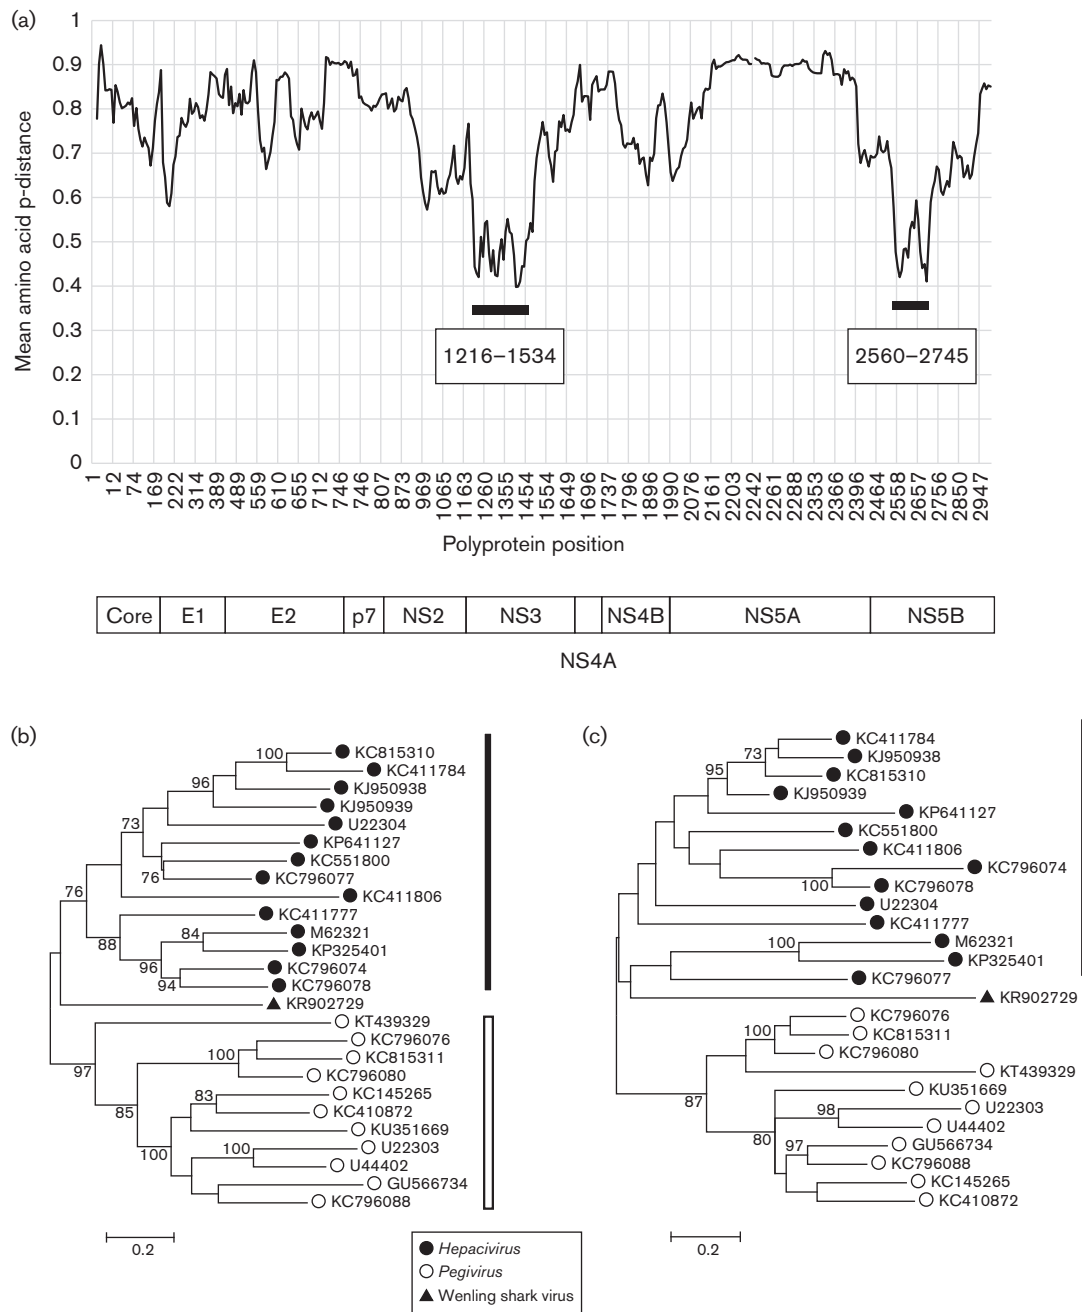 (a)
1
0.9
0.8
0.7
0.6
0.5
0.4
0.3
0.2
0.1
0
Mean amino acid p-distance
1216–1534
2560–2745
1 12 74 169 222 314 389 489 559 610 655 712 746 746 807 873 969 1065 1163 1260 1355 1454 1554 1649 1696 1737 1796 1896 1990 2076 2161 2203 2242 2261 2288 2353 2366 2396 2464 2558 2657 2756 2850 2947
Polyprotein position
Core E1 E2 p7 NS2 NS3 NS4B NS5A NS5B
NS4A
(b)
100 KC815310
KC411784
96 KJ950938
KJ950939
73 U22304
KP641127
KC551800
76 KC796077
76 KC411806
KC411777
88 84 M62321
KP325401
96 KC796074
94 KC796078
KR902729
KT439329
97 KC796076
100 KC815311
KC796080
85 83 KC145265
KC410872
KU351669
100 100 U22303
U44402
GU566734
KC796088
0.2
(c)
KC411784
73 KJ950938
95 KC815310
KJ950939
KP641127
KC551800
KC411806
KC796074
100 KC796078
U22304
KC411777
100 M62321
KP325401
KC796077
KR902729
KC796076
100 KC815311
KC796080
KT439329
87 KU351669
98 U22303
U44402
80 97 GU566734
KC796088
KC145265
KC410872
0.2
Hepacivirus
Pegivirus
Wenling shark virus